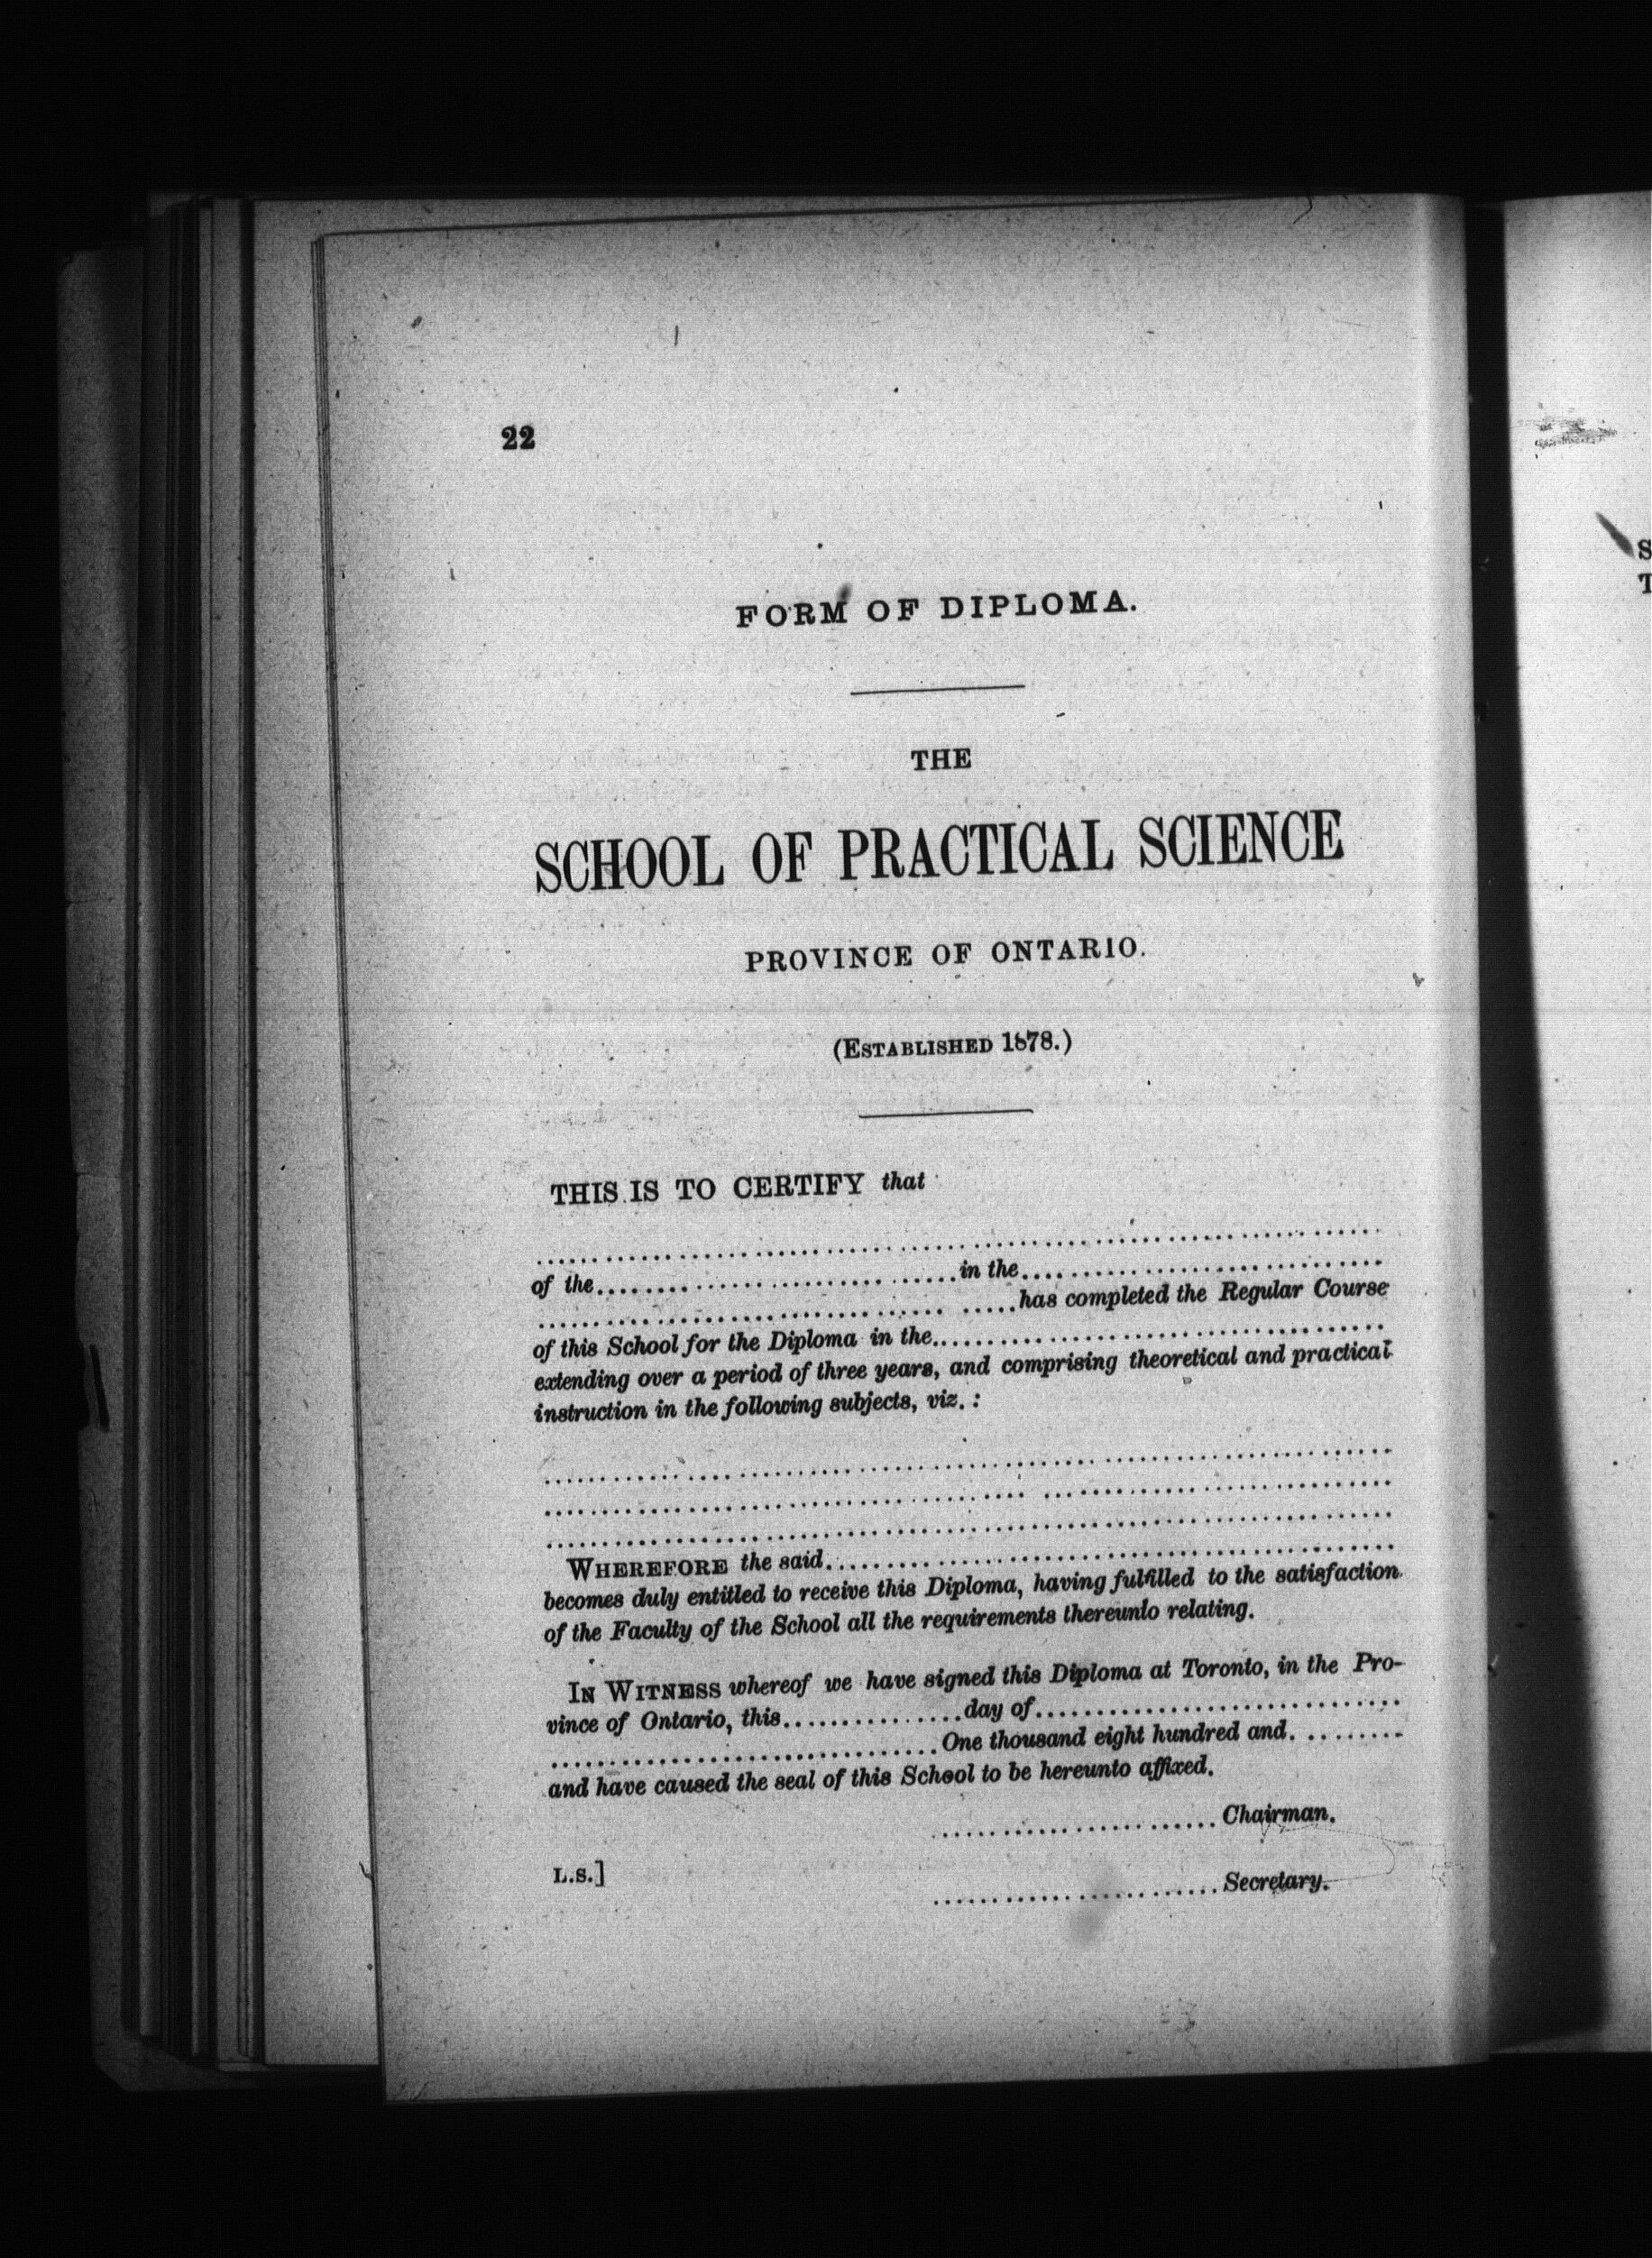 22
FORM OF DIPLOMA.
THE
SCHOOL OF PRACTICAL SCIENCE
PROVINCE OF ONTARIO.
(ESTABLISHED 1878.)
THIS IS TO CERTIFY that
................................................................
of the..............................in the..............................
..............................has completed the Regular Course
of this School for the Diploma in the..............................
extending over a period of three years, and comprising theoretical and practical
instruction in the following subjects, viz. :
................................................................
................................................................
................................................................
WHEREFORE the said..............................
becomes duly entitled to receive this Diploma, having fulfilled to the satisfaction
of the Faculty of the School all the requirements thereunto relating.
IN WITNESS whereof we have signed this Diploma at Toronto, in the Pro-
vince of Ontario, this................day of..............................
..............................One thousand eight hundred and..........
and have caused the seal of this School to be hereunto affixed.
........................Chairman.
L.S.]
........................Secretary.
S
T